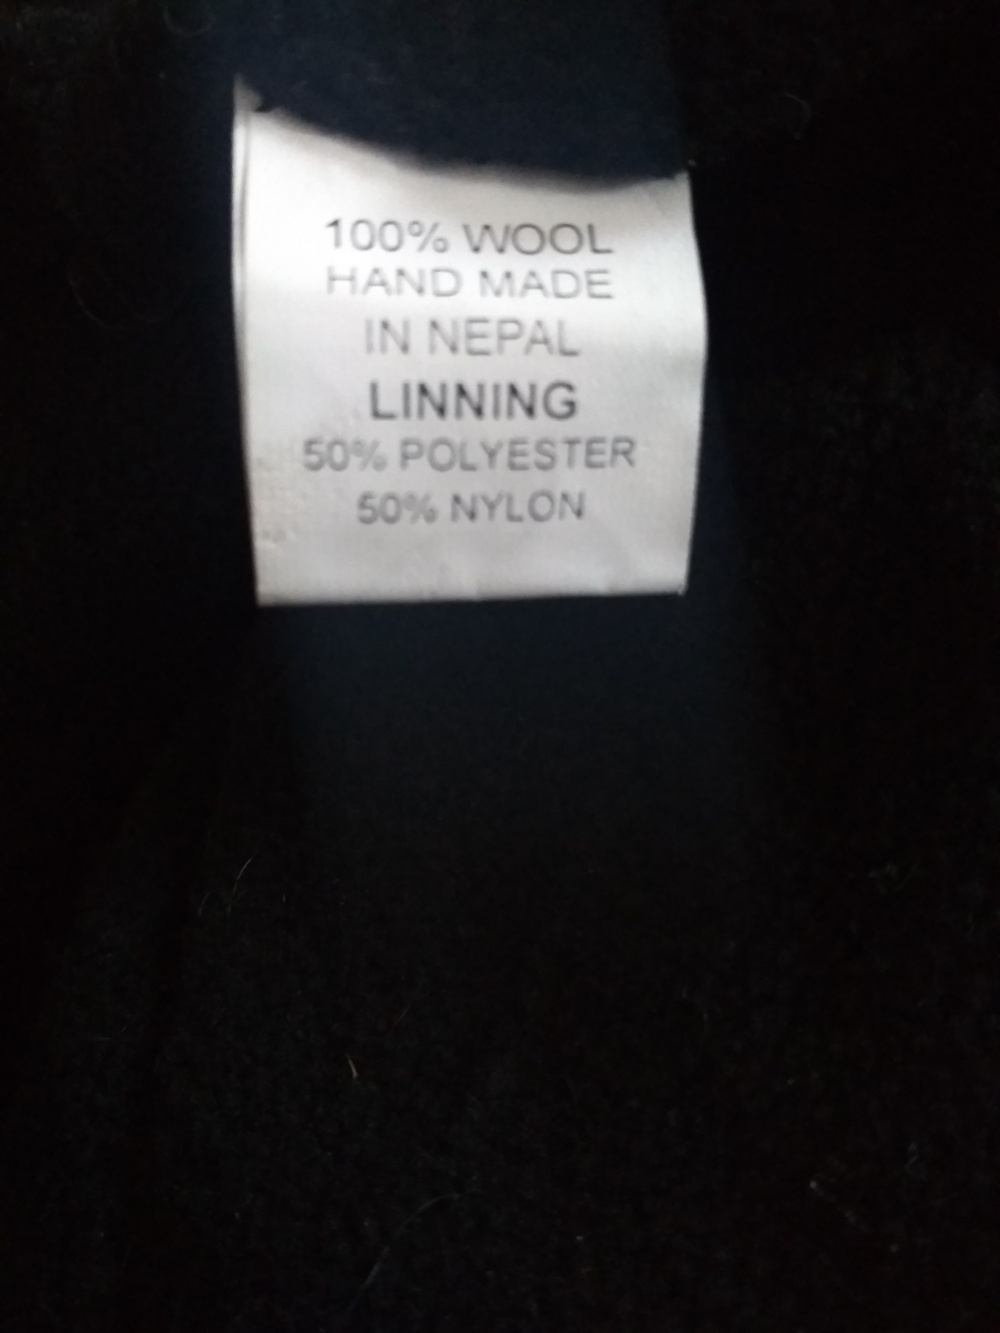 100% WOOL
HAND MADE
IN NEPAL
LINNING
50% POLYESTER
50% NYLON